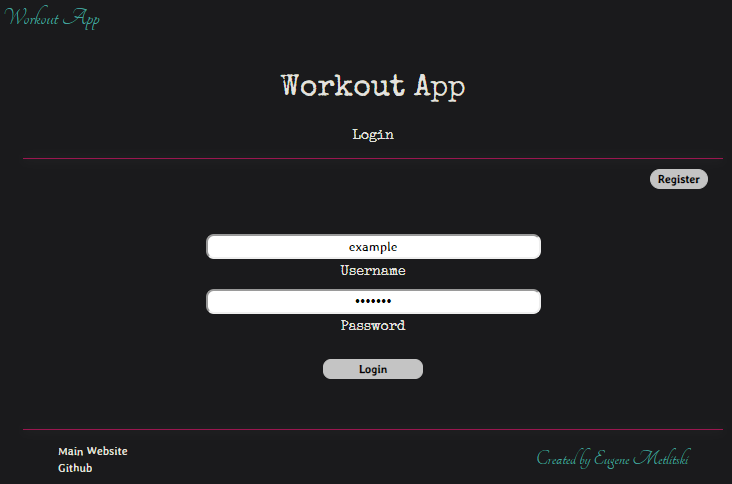 Workout App
Workout App
Login
Register
example
Username
•••••••
Password
Login
Main Website
Github
Created by Eugene Metlitski